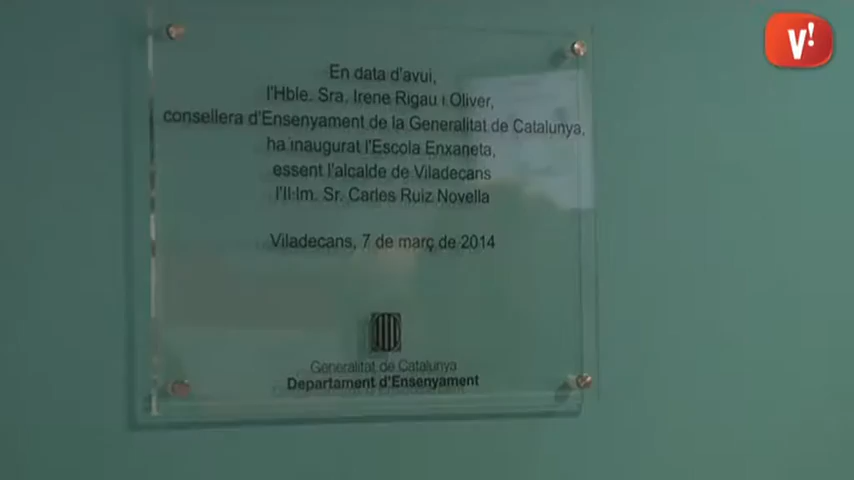 V!
En data d'avui,
l'Hble. Sra. Irene Rigau i Oliver,
consellera d'Ensenyament de la Generalitat de Catalunya,
ha inaugurat l'Escola Enxaneta,
essent l'alcalde de Viladecans
l'Il·lm. Sr. Carles Ruiz Novella
Viladecans, 7 de març de 2014
Generalitat de Catalunya
Departament d'Ensenyament